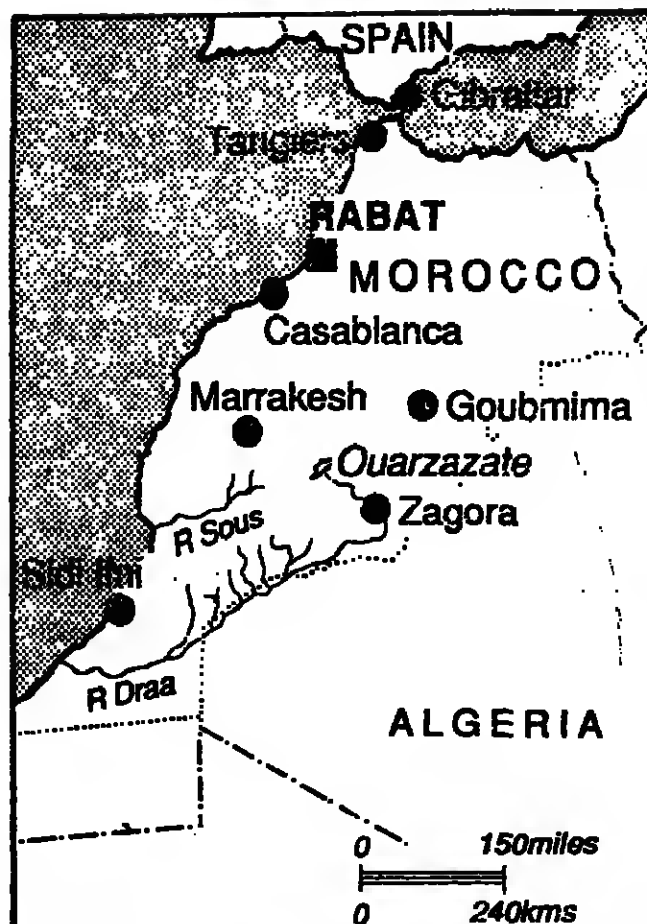 SPAIN
Gibraltar
Tangiers
RABAT
MOROCCO
Casablanca
Marrakesh
Goubmima
Ouarzazate
Zagora
R Sous
Sidi Ifni
R Draa
ALGERIA
0 150miles
0 240kms